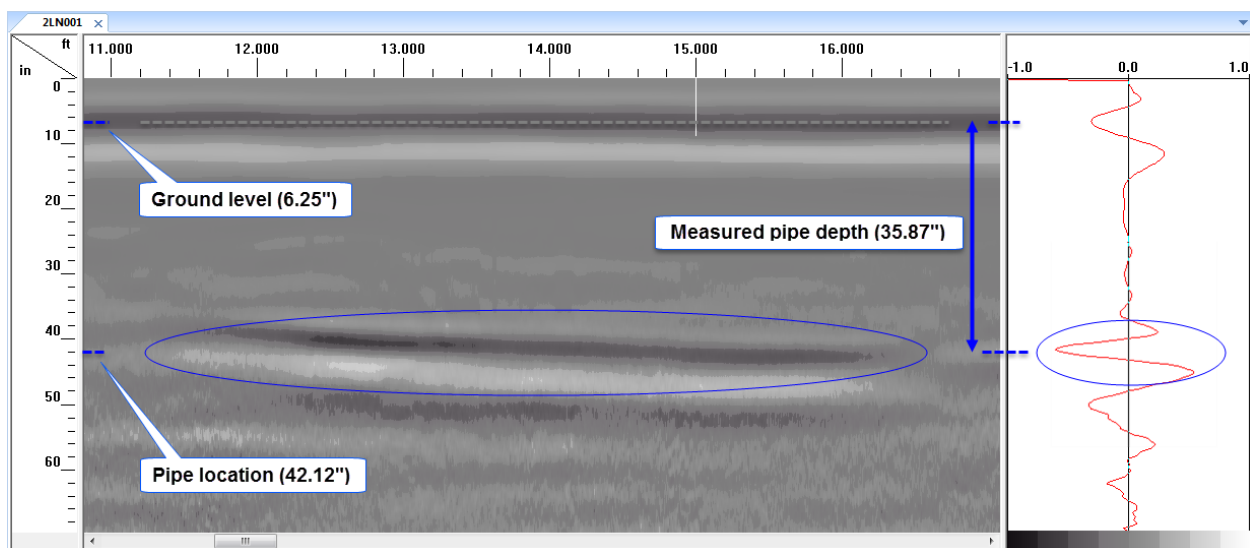 2LN001 ×
ft
in
11.000 12.000 13.000 14.000 15.000 16.000
-1.0 0.0 1.0
0
10
20
30
40
50
60
Ground level (6.25")
Measured pipe depth (35.87")
Pipe location (42.12")